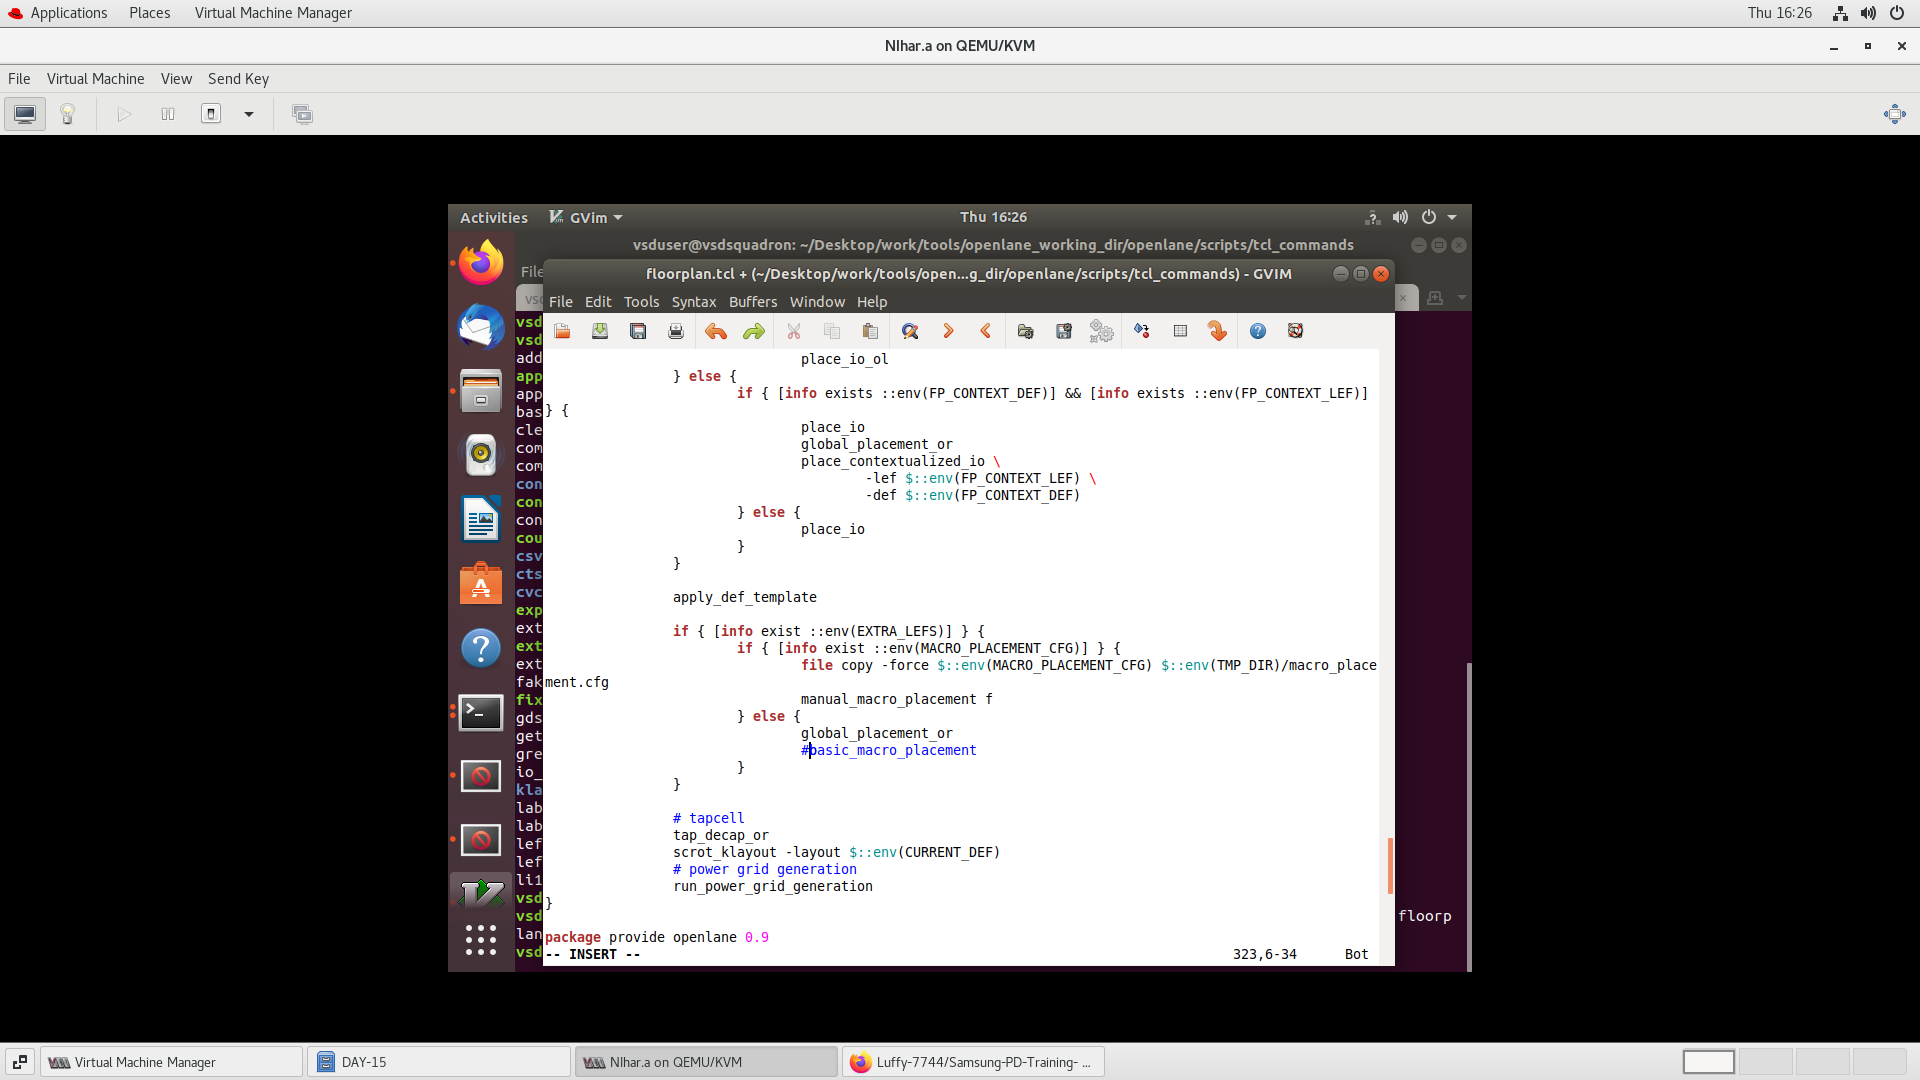 Applications Places Virtual Machine Manager Thu 16:26
NIhar.a on QEMU/KVM
File Virtual Machine View Send Key
Activities GVim Thu 16:26
vsduser@vsdsquadron: ~/Desktop/work/tools/openlane_working_dir/openlane/scripts/tcl_commands
File
floorplan.tcl + (~/Desktop/work/tools/open...g_dir/openlane/scripts/tcl_commands) - GVIM
File Edit Tools Syntax Buffers Window Help
vsd
vsd
add
app
app
bas
cle
com
com
con
con
con
cou
csv
cts
cvc
exp
ext
ext
ext
fak
fix
gds
get
gre
io_
kla
lab
lab
lef
lef
li1
vsd
vsd floorp
lan
vsd
place_io_ol
} else {
if { [info exists ::env(FP_CONTEXT_DEF)] && [info exists ::env(FP_CONTEXT_LEF)]
} {
place_io
global_placement_or
place_contextualized_io \
-lef $::env(FP_CONTEXT_LEF) \
-def $::env(FP_CONTEXT_DEF)
} else {
place_io
}
}
apply_def_template
if { [info exist ::env(EXTRA_LEFS)] } {
if { [info exist ::env(MACRO_PLACEMENT_CFG)] } {
file copy -force $::env(MACRO_PLACEMENT_CFG) $::env(TMP_DIR)/macro_place
ment.cfg
manual_macro_placement f
} else {
global_placement_or
#basic_macro_placement
}
}
# tapcell
tap_decap_or
scrot_klayout -layout $::env(CURRENT_DEF)
# power grid generation
run_power_grid_generation
}
package provide openlane 0.9
-- INSERT -- 323,6-34 Bot
Virtual Machine Manager DAY-15 NIhar.a on QEMU/KVM Luffy-7744/Samsung-PD-Training- ...